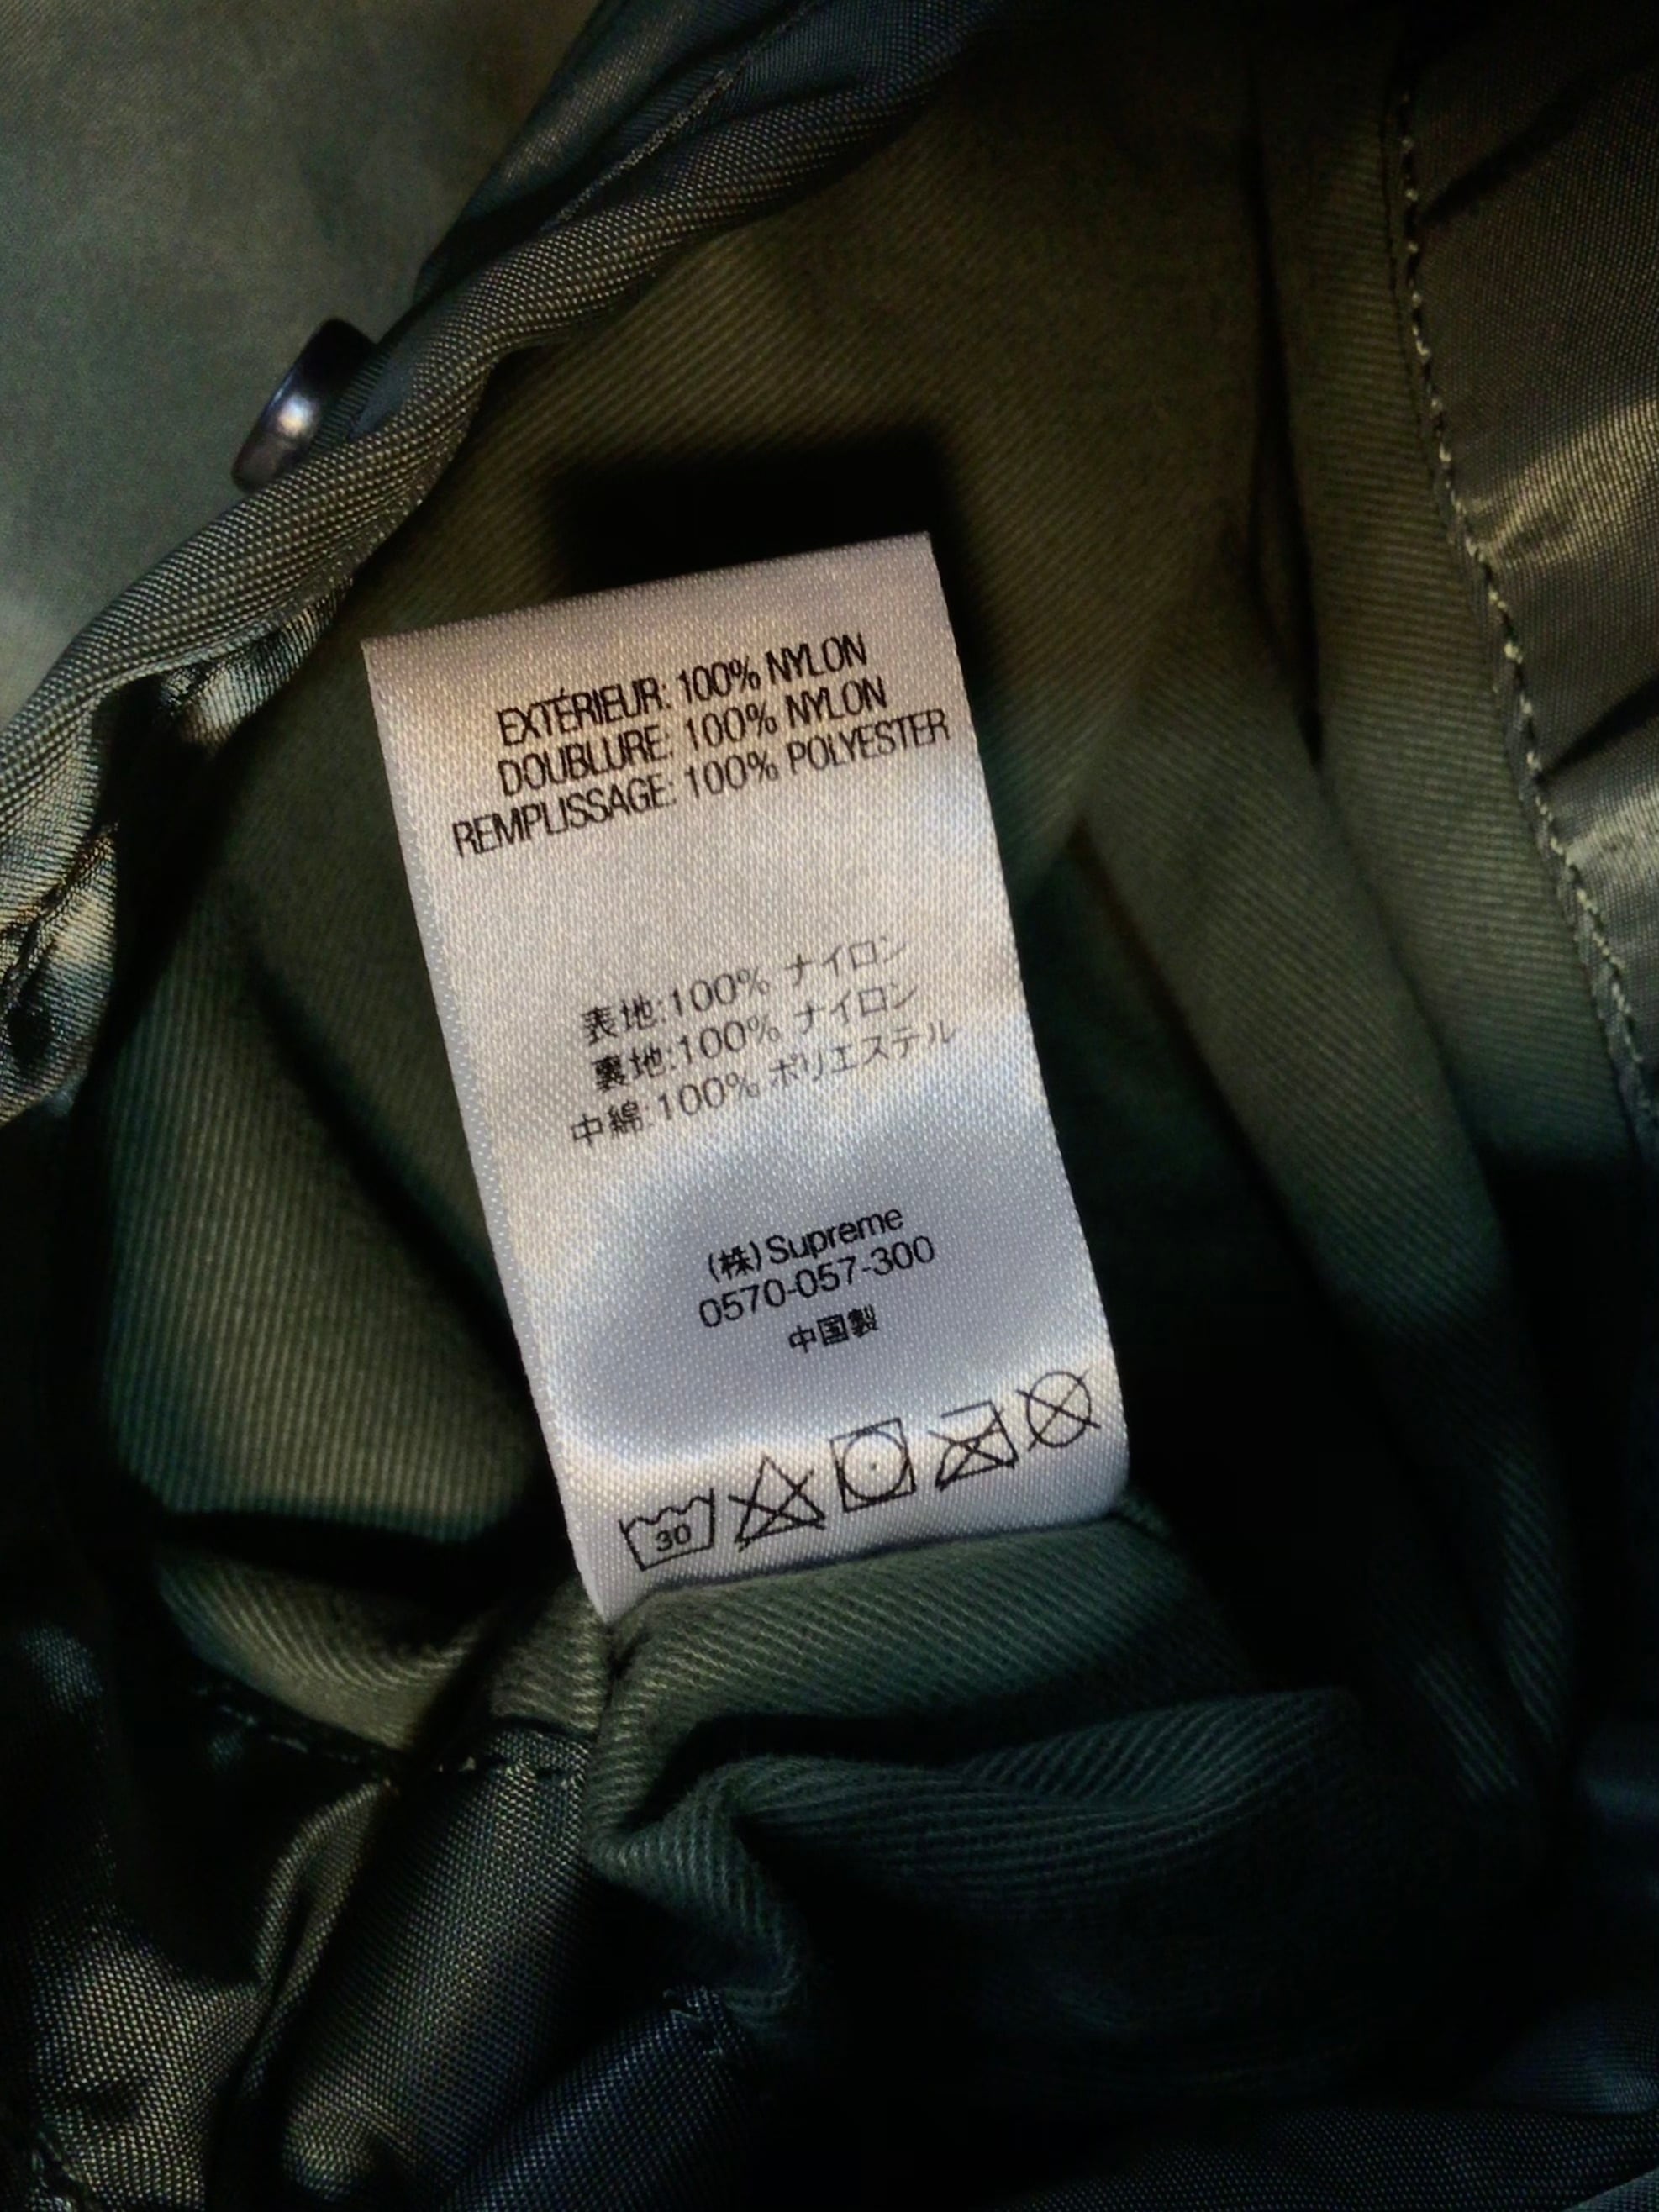 EXTÉRIEUR: 100% NYLON
DOUBLURE: 100% NYLON
REMPLISSAGE: 100% POLYESTER
表地:100% ナイロン
裏地:100% ナイロン
中綿:100% ポリエステル
(株)Supreme
0570-057-300
中国製
30